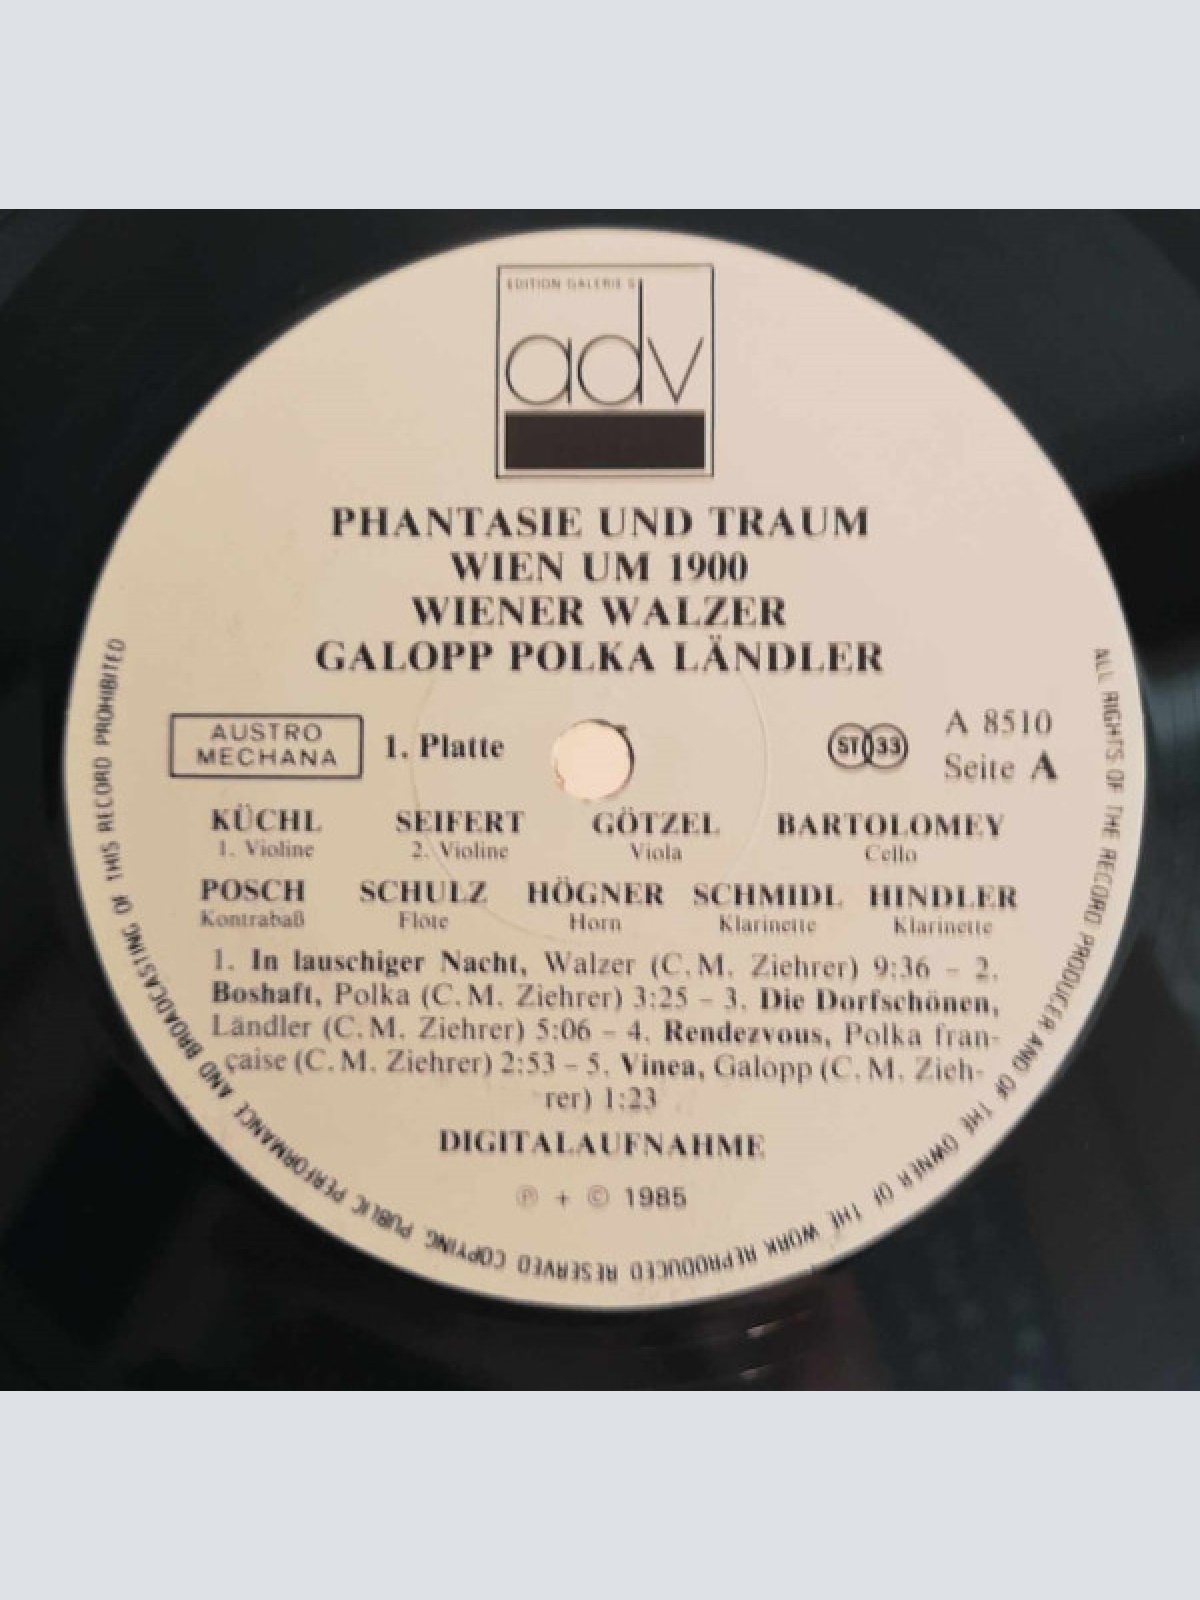 EDITION GALERIE
adv
PHANTASIE UND TRAUM
WIEN UM 1900
WIENER WALZER
GALOPP POLKA LÄNDLER
AUSTRO
MECHANA
1. Platte
ST 33
A 8510
Seite A
KÜCHL SEIFERT GÖTZEL BARTOLOMEY
1. Violine 2. Violine Viola Cello
POSCH SCHULZ HÖGNER SCHMIDL HINDLER
Kontrabaß Flöte Horn Klarinette Klarinette
1. In lauschiger Nacht, Walzer (C. M. Ziehrer) 9:36 – 2.
Boshaft, Polka (C. M. Ziehrer) 3:25 – 3. Die Dorfschönen,
Ländler (C. M. Ziehrer) 5:06 – 4. Rendezvous, Polka fran-
çaise (C. M. Ziehrer) 2:53 – 5. Vinea, Galopp (C. M. Zieh-
rer) 1:23
DIGITALAUFNAHME
℗ + © 1985
ALL RIGHTS OF THE RECORD PRODUCER AND OF THE OWNER OF THE WORK REPRODUCED RESERVED COPYING, PUBLIC PERFORMANCE AND BROADCASTING OF THIS RECORD PROHIBITED